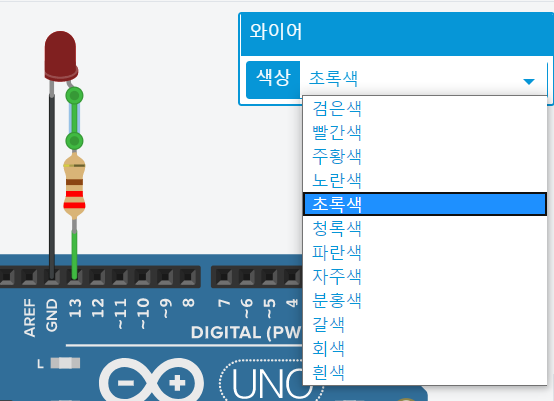 와이어
색상
초록색
검은색
빨간색
주황색
노란색
초록색
청록색
파란색
자주색
분홍색
갈색
회색
흰색
AREF
GND
13
12
~11
~10
~9
8
7
~6
~5
4
DIGITAL (PW
L
UNO